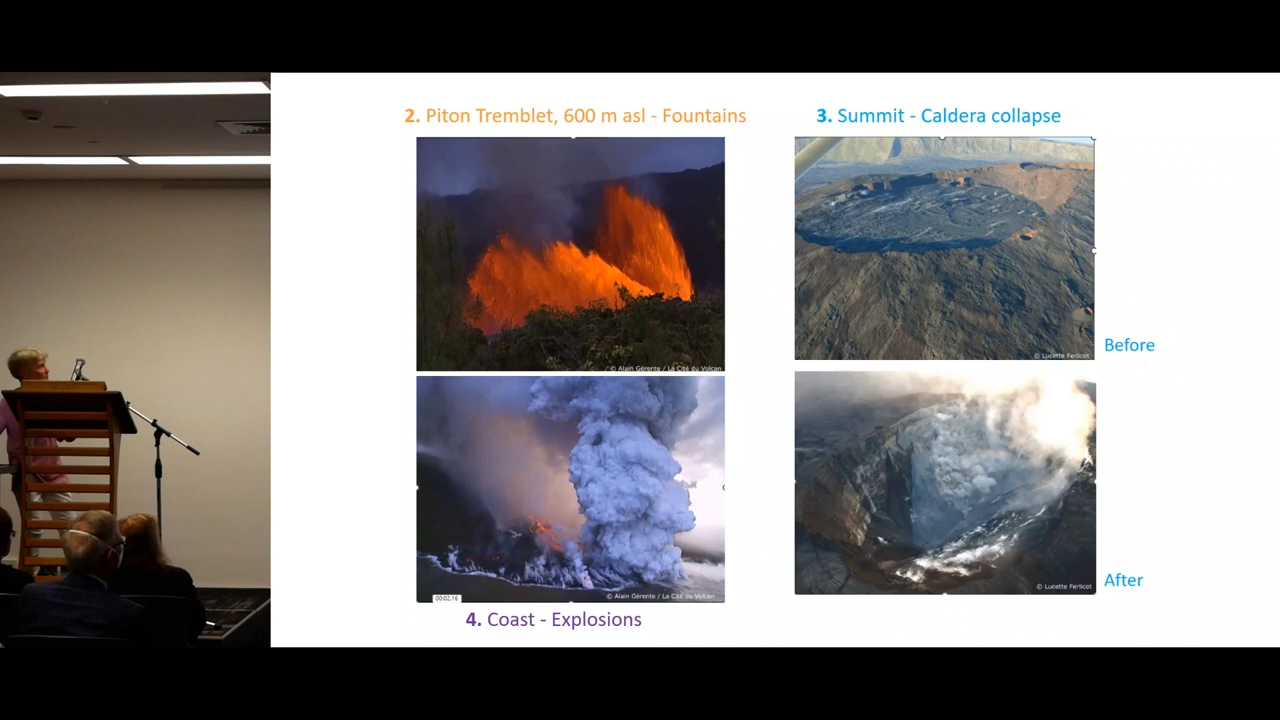 2. Piton Tremblet, 600 m asl - Fountains
3. Summit - Caldera collapse
© Alain Gérente / La Cité du Volcan
© Lucette Ferlicot
Before
00:02.16
© Alain Gérente / La Cité du Volcan
© Lucette Ferlicot
After
4. Coast - Explosions